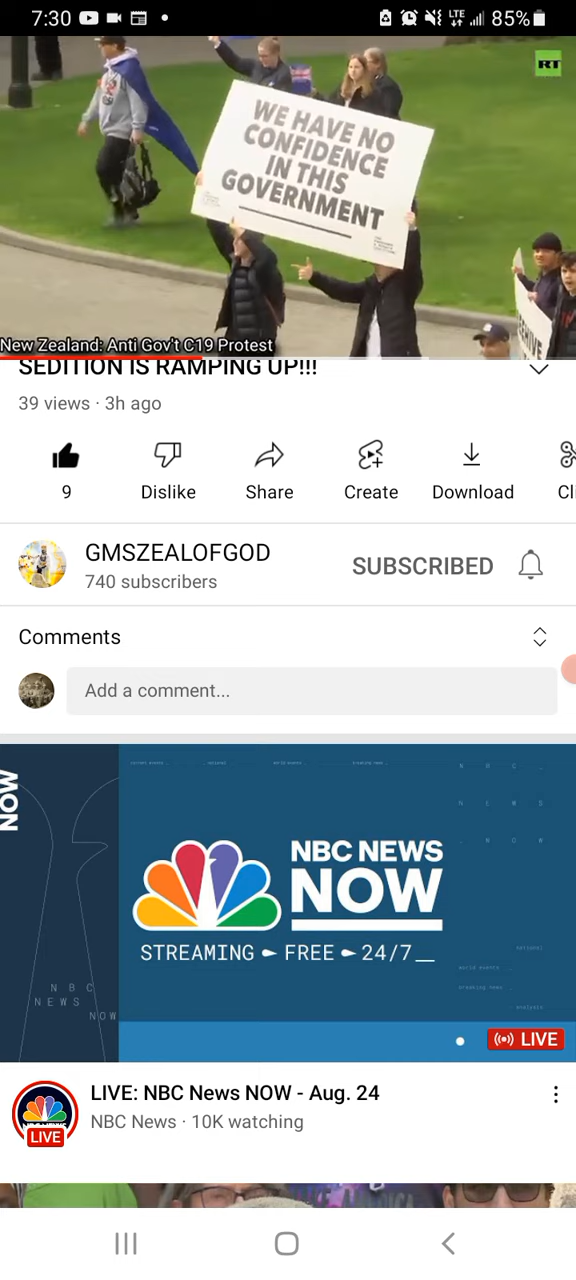 7:30
LTE
85%
RT
WE HAVE NO
CONFIDENCE
IN THIS
GOVERNMENT
New Zealand: Anti Gov't C19 Protest
SEDITION IS RAMPING UP!!!
39 views · 3h ago
9
Dislike
Share
Create
Download
Cli
GMSZEALOFGOD
740 subscribers
SUBSCRIBED
Comments
Add a comment...
NOW
NBC NEWS
NOW
STREAMING ► FREE ► 24/7_
N B C
NEWS
NOW
LIVE
LIVE: NBC News NOW - Aug. 24
NBC News · 10K watching
LIVE